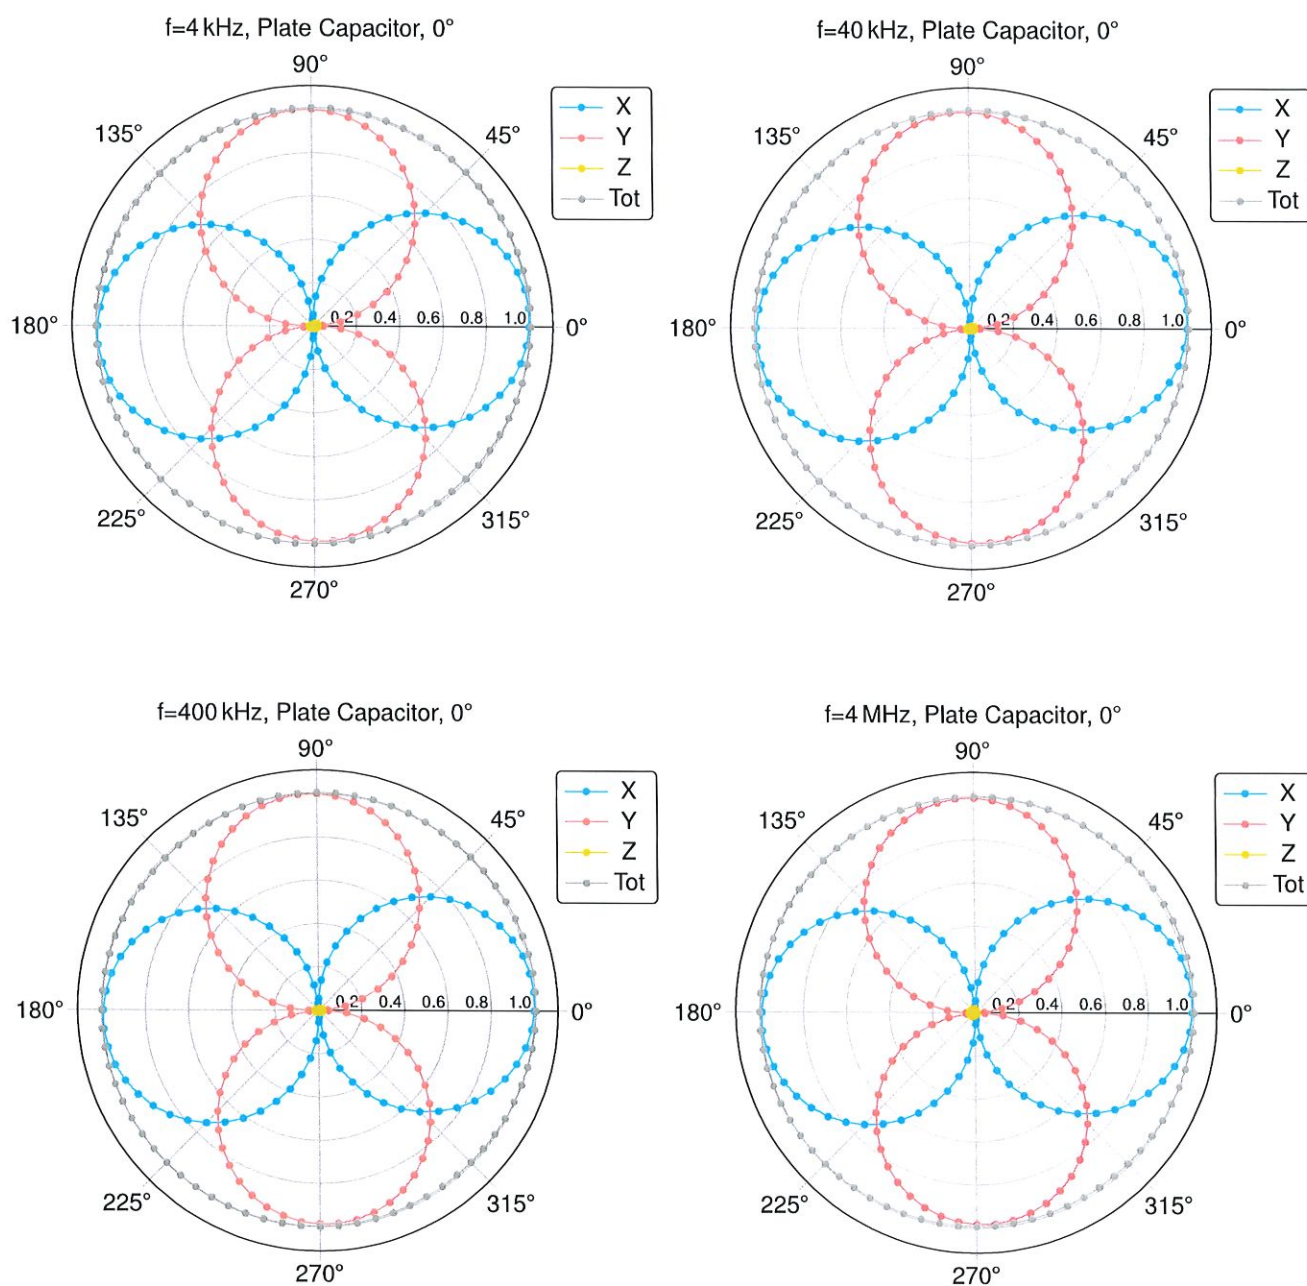 f=4 kHz, Plate Capacitor, 0°
90°
135°
45°
180°
0.2 0.4 0.6 0.8 1.0
0°
225°
315°
270°
X
Y
Z
Tot
f=40 kHz, Plate Capacitor, 0°
90°
135°
45°
180°
0.2 0.4 0.6 0.8 1.0
0°
225°
315°
270°
X
Y
Z
Tot
f=400 kHz, Plate Capacitor, 0°
90°
135°
45°
180°
0.2 0.4 0.6 0.8 1.0
0°
225°
315°
270°
X
Y
Z
Tot
f=4 MHz, Plate Capacitor, 0°
90°
135°
45°
180°
0.2 0.4 0.6 0.8 1.0
0°
225°
315°
270°
X
Y
Z
Tot